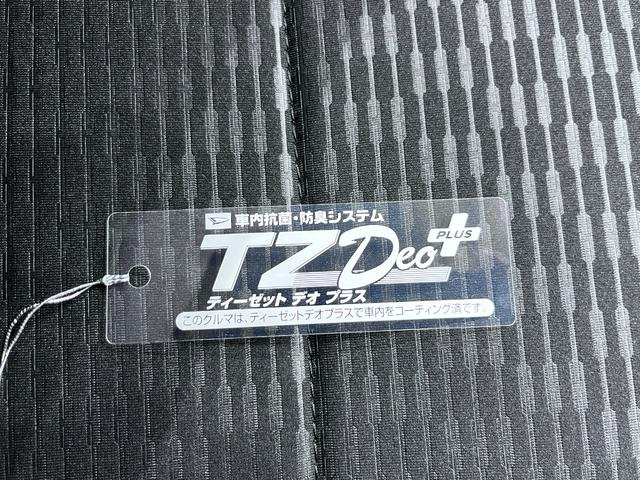 車内抗菌・防臭システム
TZ Deo PLUS
ティーゼット デオ プラス
このクルマは、ティーゼットデオプラスで車内をコーティング済です。